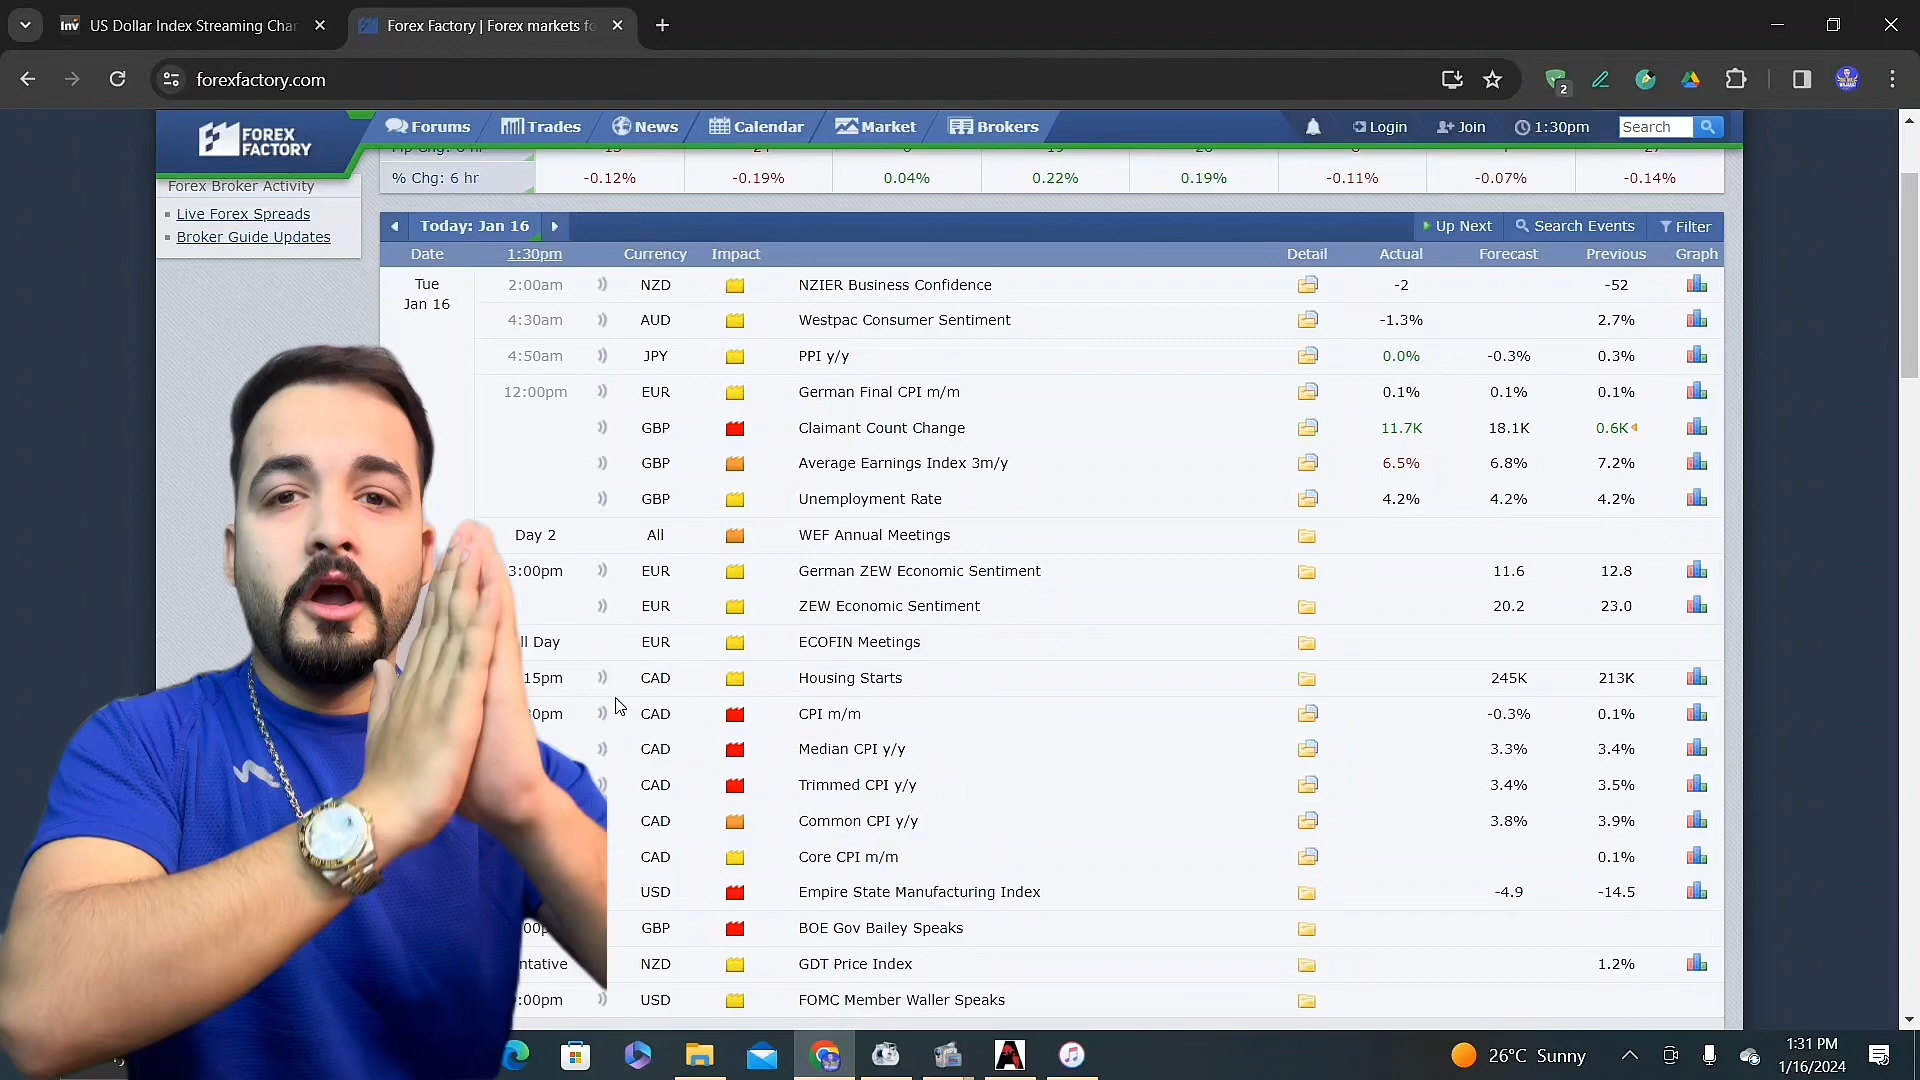 US Dollar Index Streaming Char
Forex Factory | Forex markets fo
forexfactory.com
2
FOREX FACTORY
Forums
Trades
News
Calendar
Market
Brokers
Login
Join
1:30pm
Search
Forex Broker Activity
Live Forex Spreads
Broker Guide Updates
% Chg: 6 hr -0.12% -0.19% 0.04% 0.22% 0.19% -0.11% -0.07% -0.14%
Today: Jan 16 Up Next Search Events Filter
Date 1:30pm Currency Impact Detail Actual Forecast Previous Graph
Tue Jan 16 2:00am NZD NZIER Business Confidence -2 -52
4:30am AUD Westpac Consumer Sentiment -1.3% 2.7%
4:50am JPY PPI y/y 0.0% -0.3% 0.3%
12:00pm EUR German Final CPI m/m 0.1% 0.1% 0.1%
GBP Claimant Count Change 11.7K 18.1K 0.6K
GBP Average Earnings Index 3m/y 6.5% 6.8% 7.2%
GBP Unemployment Rate 4.2% 4.2% 4.2%
Day 2 All WEF Annual Meetings
3:00pm EUR German ZEW Economic Sentiment 11.6 12.8
EUR ZEW Economic Sentiment 20.2 23.0
ll Day EUR ECOFIN Meetings
15pm CAD Housing Starts 245K 213K
30pm CAD CPI m/m -0.3% 0.1%
CAD Median CPI y/y 3.3% 3.4%
CAD Trimmed CPI y/y 3.4% 3.5%
CAD Common CPI y/y 3.8% 3.9%
CAD Core CPI m/m 0.1%
USD Empire State Manufacturing Index -4.9 -14.5
GBP BOE Gov Bailey Speaks
ntative NZD GDT Price Index 1.2%
:00pm USD FOMC Member Waller Speaks
26°C Sunny
1:31 PM
1/16/2024